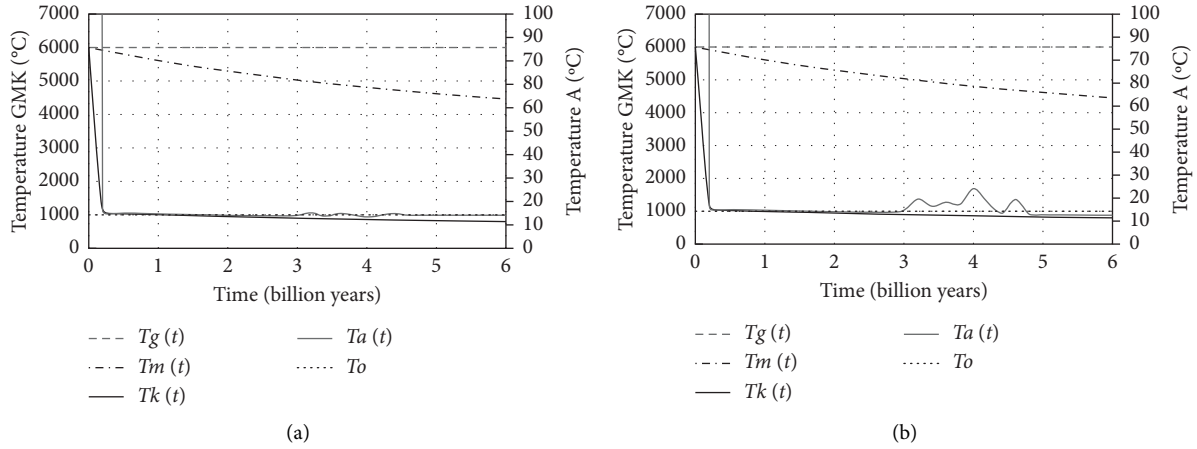 Temperature GMK (°C)
7000
6000
5000
4000
3000
2000
1000
0
100
90
80
70
60
50
40
30
20
10
0
Temperature A (°C)
0 1 2 3 4 5 6
Time (billion years)
Tg (t) Ta (t)
Tm (t) To
Tk (t)
(a)
Temperature GMK (°C)
7000
6000
5000
4000
3000
2000
1000
0
100
90
80
70
80
60
50
40
30
20
10
0
Temperature A (°C)
0 1 2 3 4 5 6
Time (billion years)
Tg (t) Ta (t)
Tm (t) To
Tk (t)
(b)